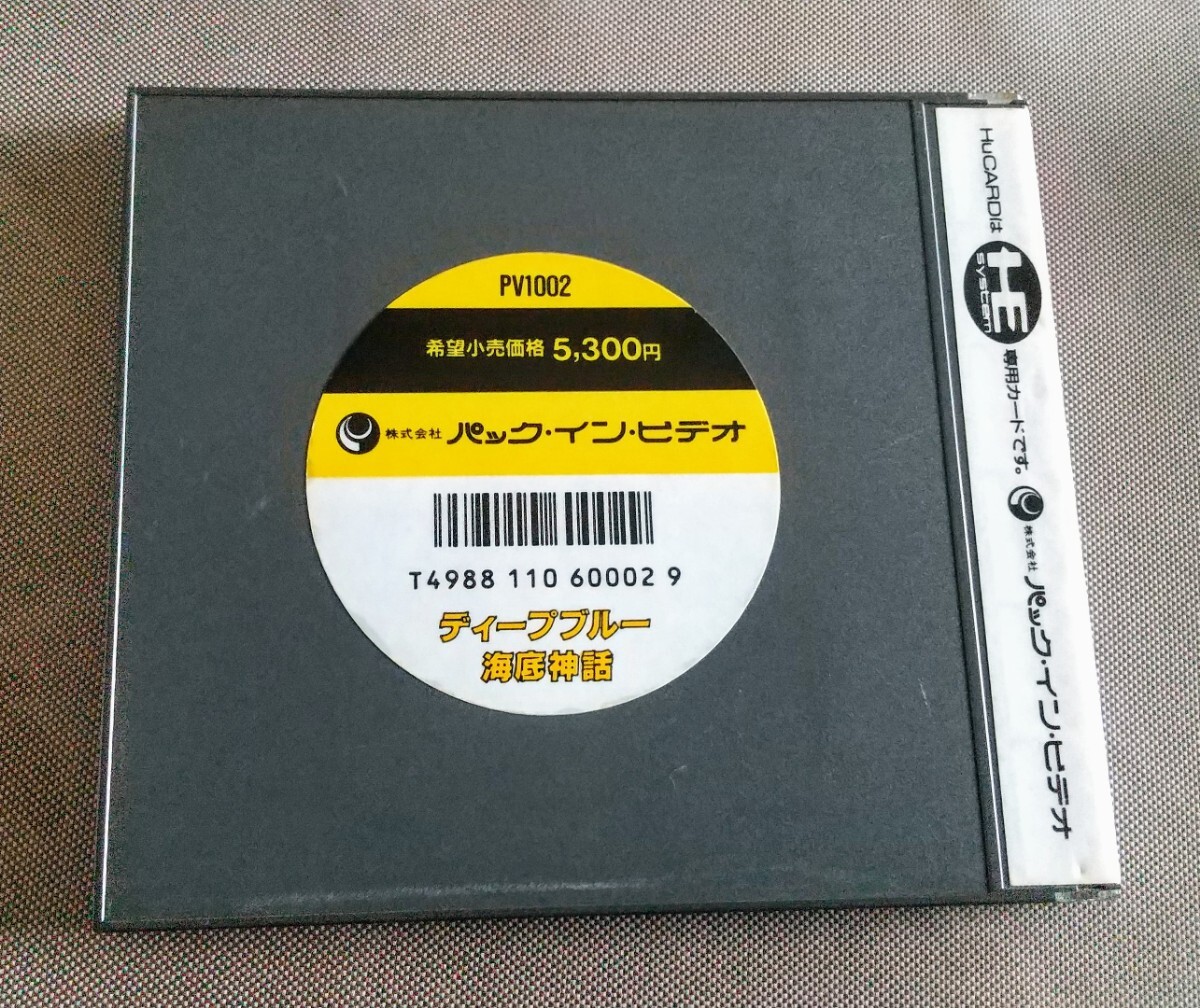 PV1002
希望小売価格 5,300円
株式会社 パック・イン・ビデオ
T4988 110 60002 9
ディープブルー
海底神話
HuCARDは HE system 専用カードです。 株式会社 パック・イン・ビデオ